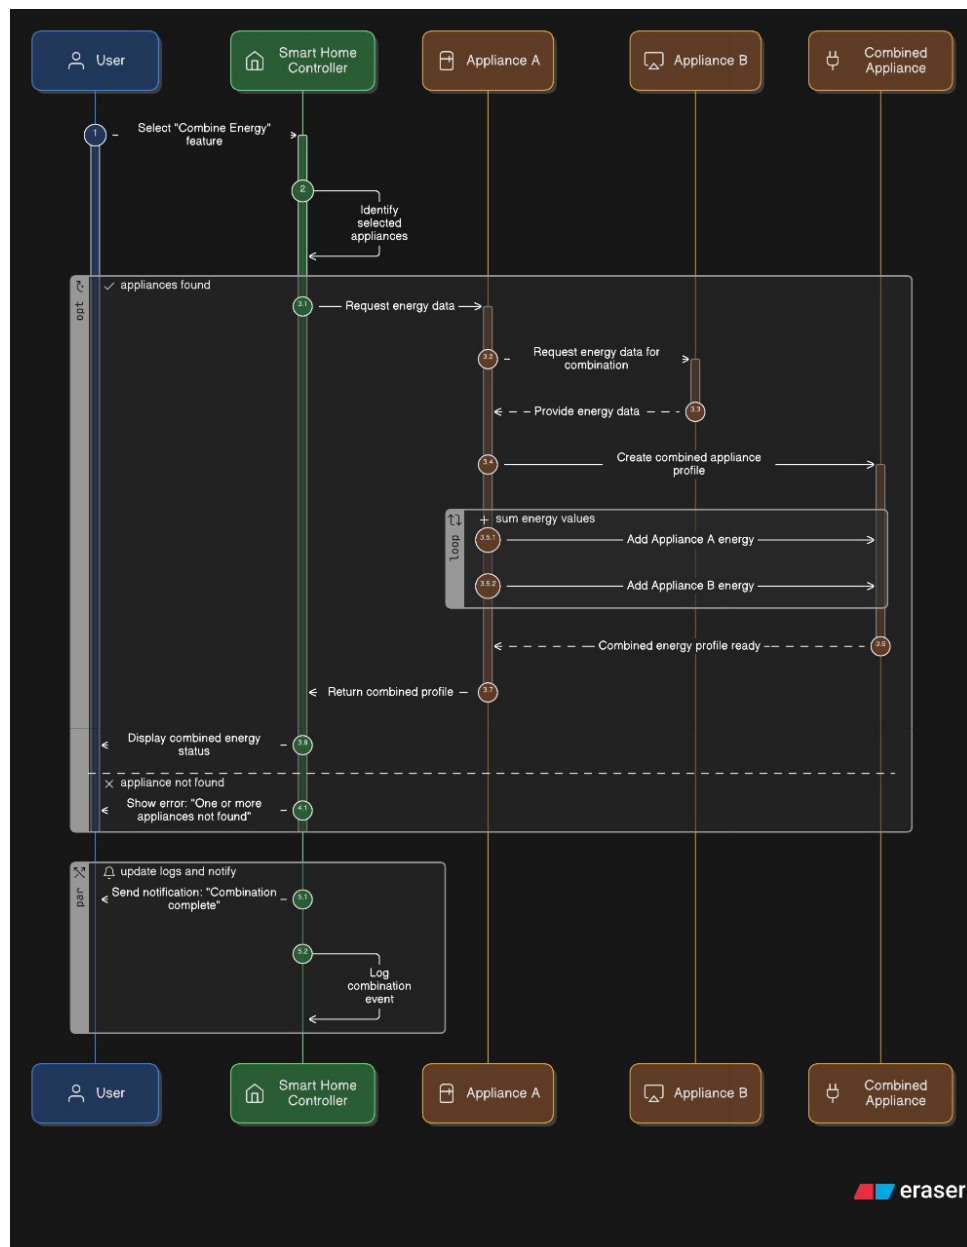 User
Smart Home
Controller
Appliance A
Appliance B
Combined
Appliance
1
Select "Combine Energy"
feature
2
Identify
selected
appliances
opt
appliances found
3.1
Request energy data
3.2
Request energy data for
combination
Provide energy data
3.3
3.4
Create combined appliance
profile
loop
sum energy values
3.5.1
Add Appliance A energy
3.5.2
Add Appliance B energy
Combined energy profile ready
3.6
Return combined profile
3.7
Display combined energy
status
3.8
appliance not found
Show error: "One or more
appliances not found"
4.1
par
update logs and notify
Send notification: "Combination
complete"
5.1
5.2
Log
combination
event
User
Smart Home
Controller
Appliance A
Appliance B
Combined
Appliance
eraser